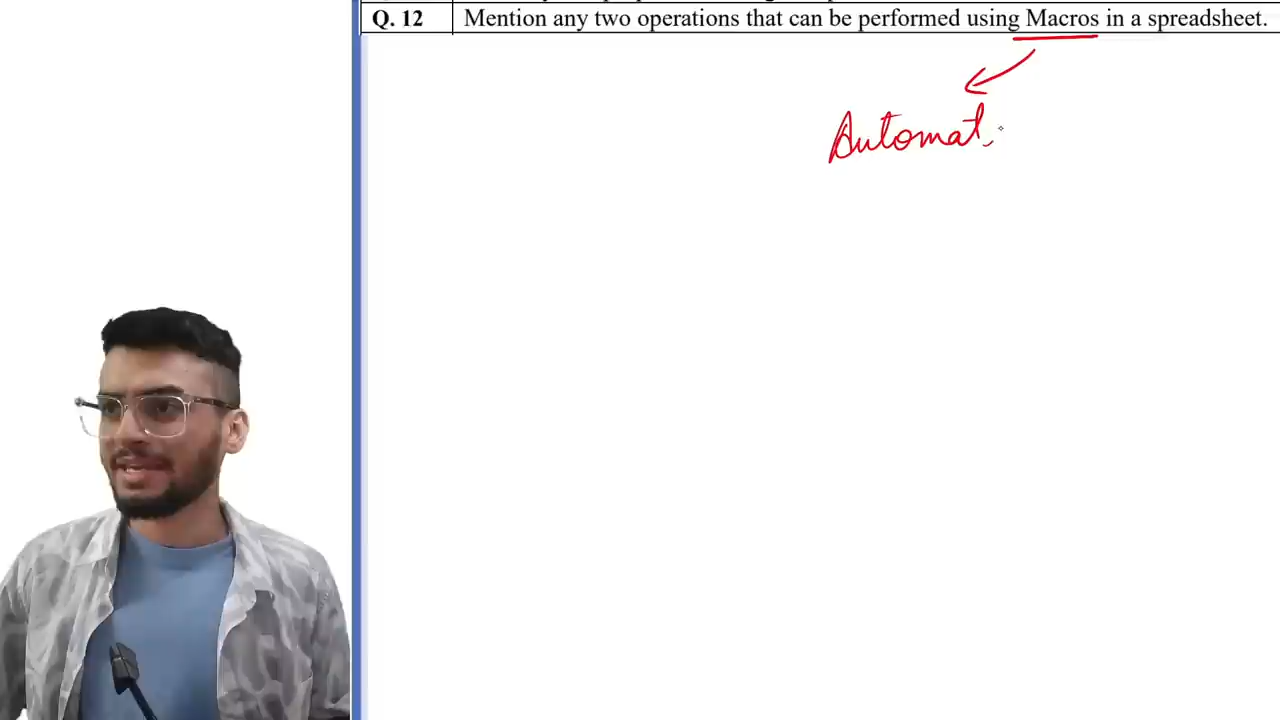 Q. 12 Mention any two operations that can be performed using Macros in a spreadsheet.
Automat